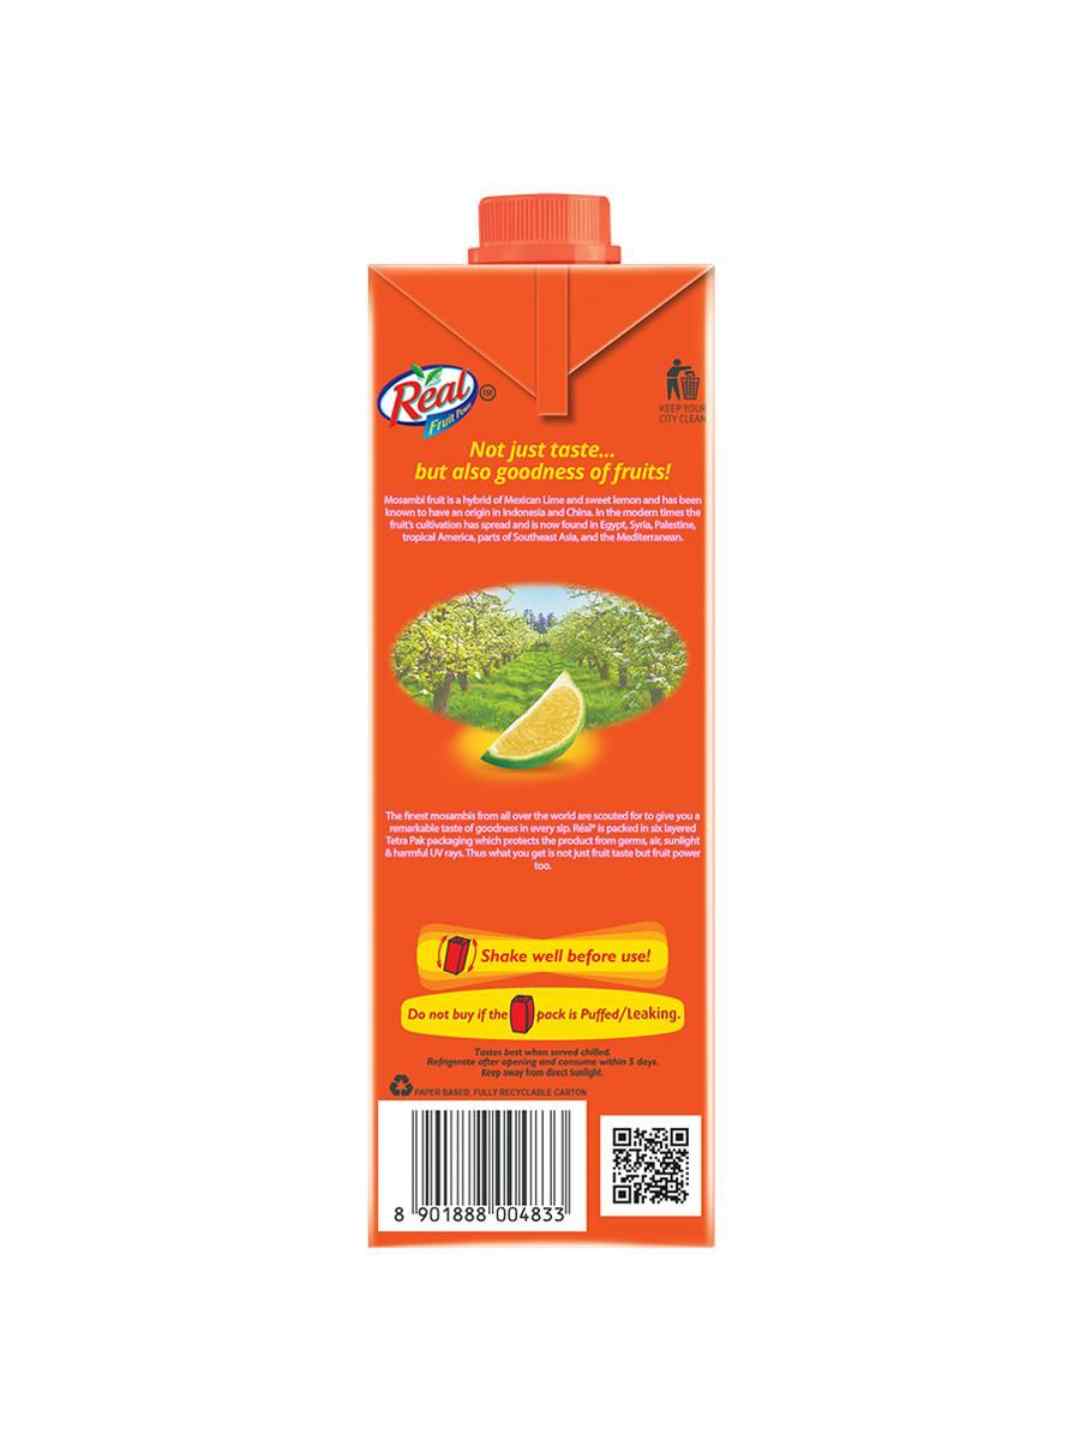 Réal
Fruit Power
KEEP YOUR
CITY CLEAN
Not just taste...
but also goodness of fruits!
Mosambi fruit is a hybrid of Mexican Lime and sweet lemon and has been
known to have an origin in Indonesia and China. In the modern times the
fruit's cultivation has spread and is now found in Egypt, Syria, Palestine,
tropical America, parts of Southeast Asia, and the Mediterranean.
The finest mosambis from all over the world are scouted for to give you a
remarkable taste of goodness in every sip. Réal® is packed in six layered
Tetra Pak packaging which protects the product from germs, air, sunlight
& harmful UV rays. Thus what you get is not just fruit taste but fruit power
too.
Shake well before use!
Do not buy if the pack is Puffed/Leaking.
Tastes best when served chilled.
Refrigerate after opening and consume within 5 days.
Keep away from direct Sunlight.
PAPER BASED, FULLY RECYCLABLE CARTON
8 901888 004833